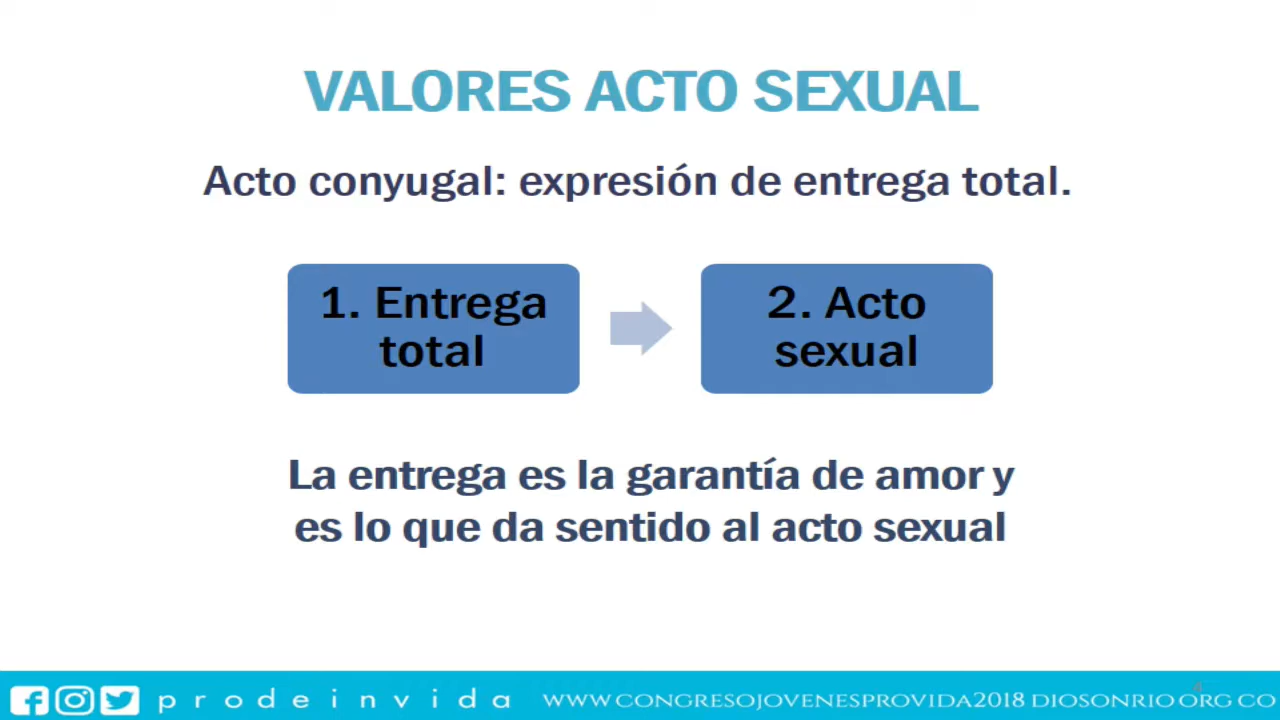 VALORES ACTO SEXUAL
Acto conyugal: expresión de entrega total.
1. Entrega
total
2. Acto
sexual
La entrega es la garantía de amor y
es lo que da sentido al acto sexual
prodeinvida WWW.CONGRESOJOVENESPROVIDA2018 DIOSONRIO ORG CO